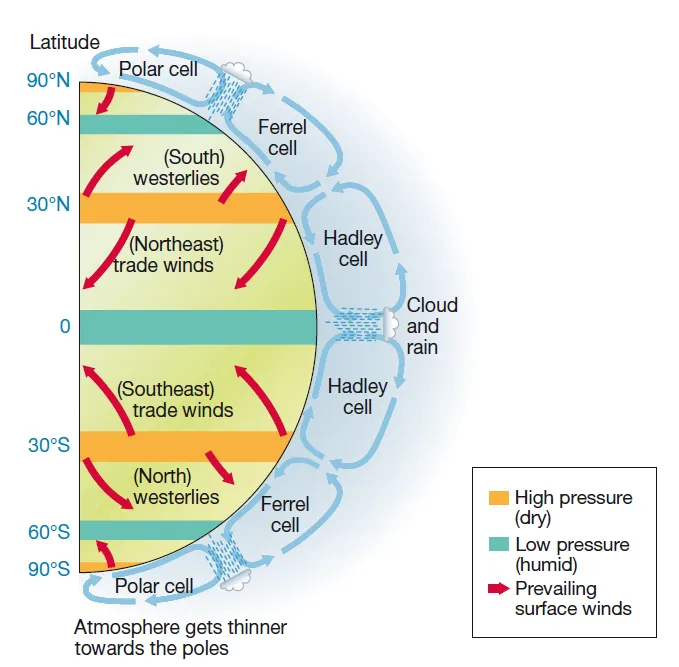 Latitude
Polar cell
90°N
60°N
Ferrel
cell
(South)
westerlies
30°N
(Northeast)
trade winds
Hadley
cell
Cloud
and
rain
0
(Southeast)
trade winds
Hadley
cell
30°S
(North)
westerlies
Ferrel
cell
60°S
90°S
Polar cell
High pressure
(dry)
Low pressure
(humid)
Prevailing
surface winds
Atmosphere gets thinner
towards the poles